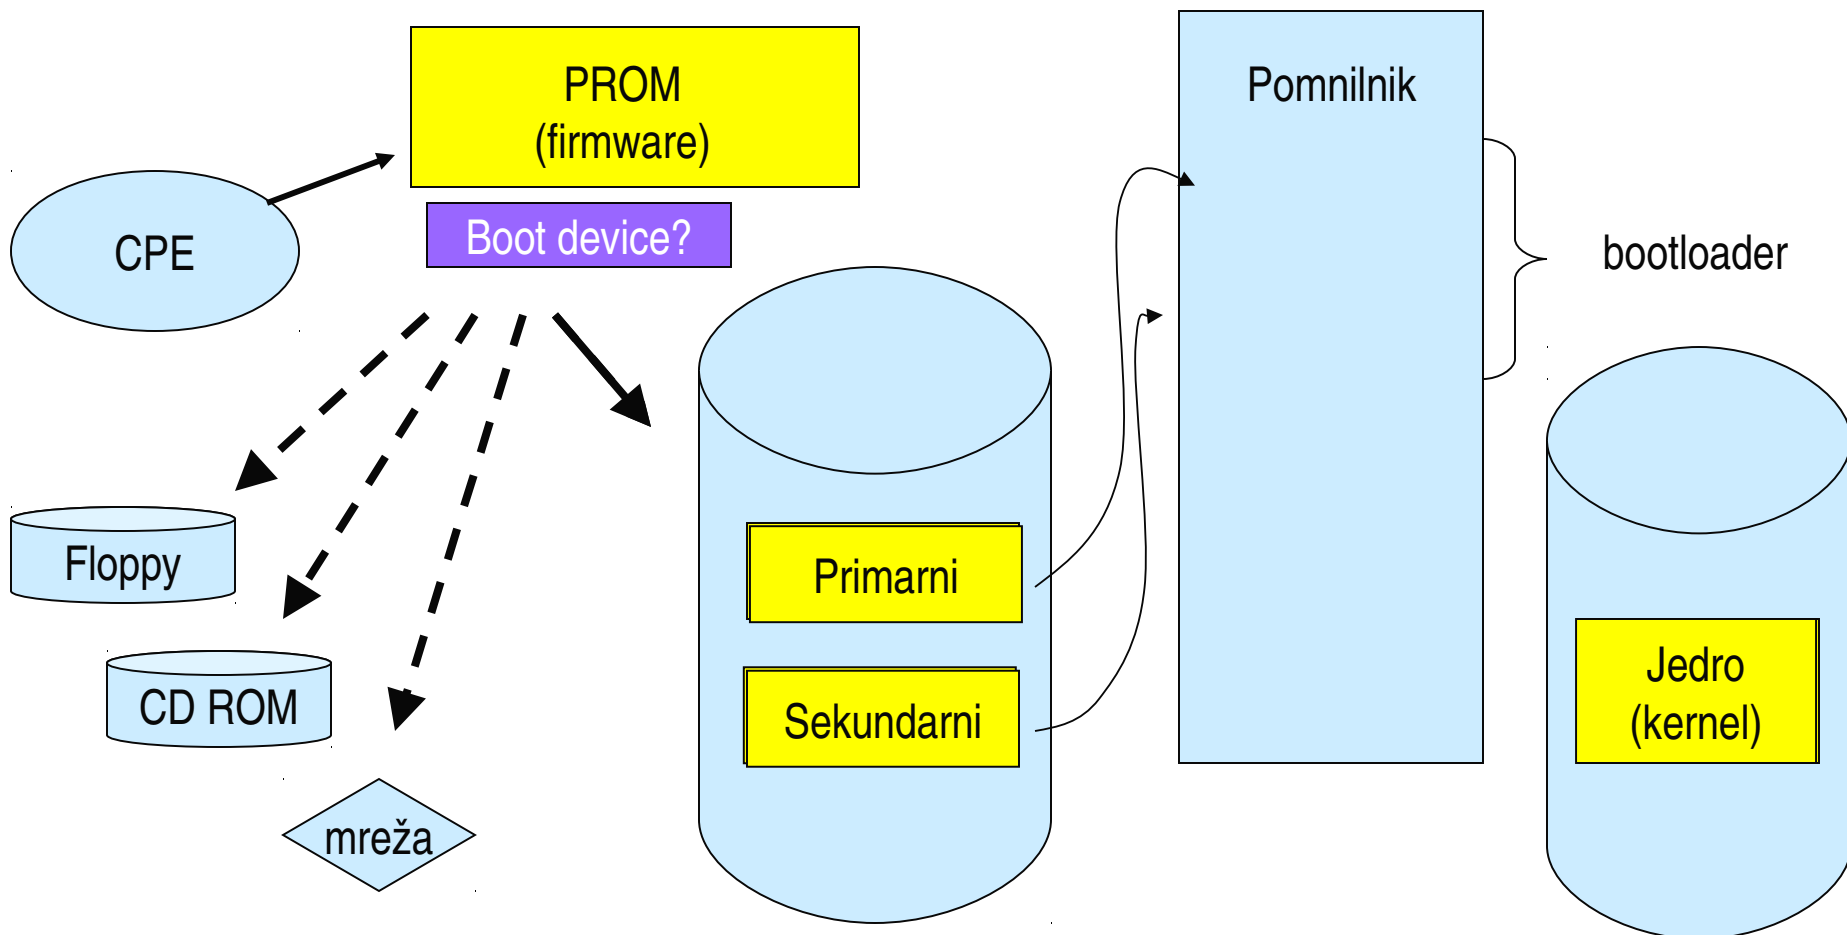 PROM
(firmware)
Pomnilnik
CPE
Boot device?
bootloader
Floppy
Primarni
CD ROM
Sekundarni
Jedro
(kernel)
mreža